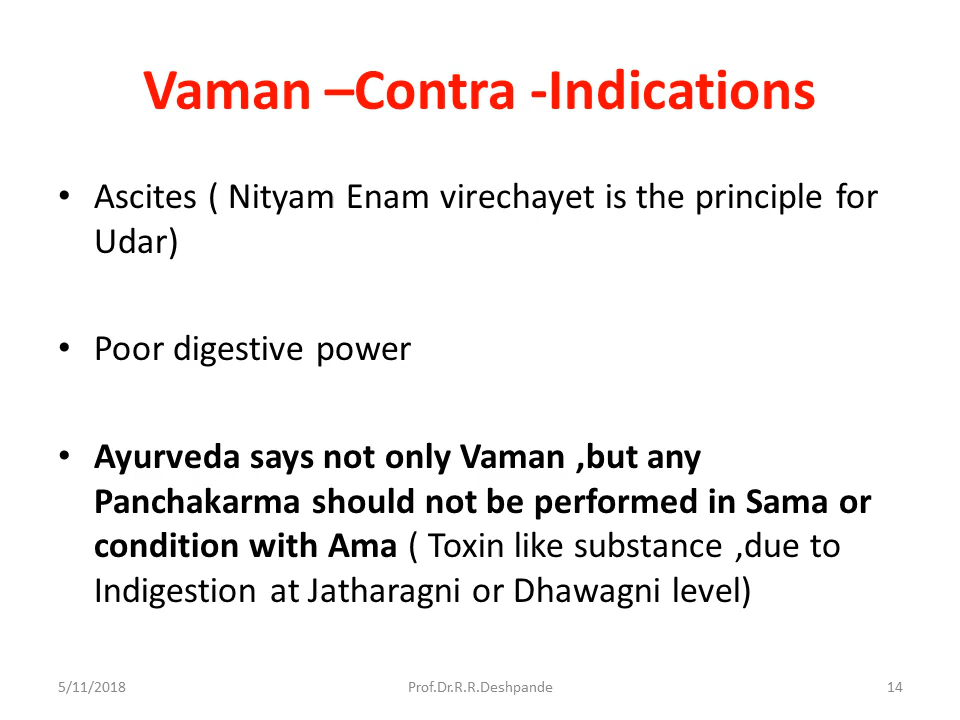 Vaman –Contra -Indications
• Ascites ( Nityam Enam virechayet is the principle for
Udar)
• Poor digestive power
• Ayurveda says not only Vaman ,but any
Panchakarma should not be performed in Sama or
condition with Ama ( Toxin like substance ,due to
Indigestion at Jatharagni or Dhawagni level)
5/11/2018 Prof.Dr.R.R.Deshpande 14